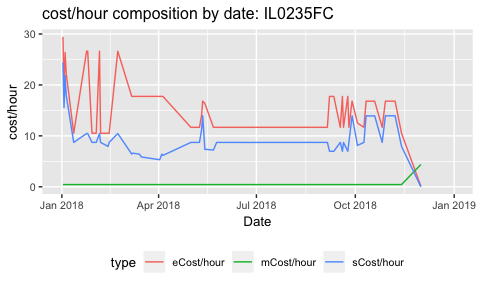 cost/hour composition by date: IL0235FC
30
20
10
0
cost/hour
Jan 2018 Apr 2018 Jul 2018 Oct 2018 Jan 2019
Date
type eCost/hour mCost/hour sCost/hour